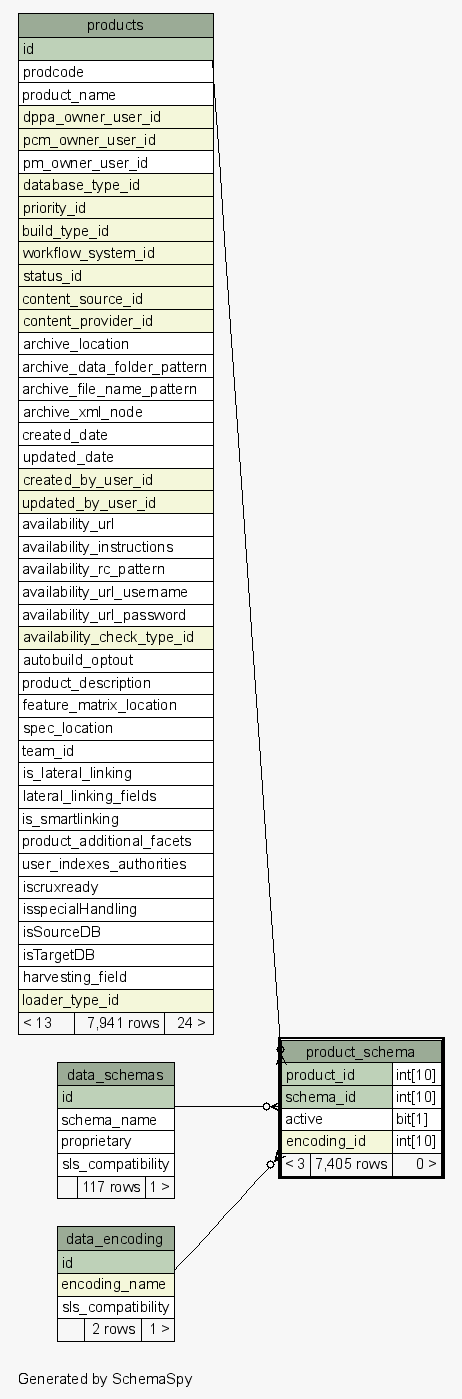 products
id
prodcode
product_name
dppa_owner_user_id
pcm_owner_user_id
pm_owner_user_id
database_type_id
priority_id
build_type_id
workflow_system_id
status_id
content_source_id
content_provider_id
archive_location
archive_data_folder_pattern
archive_file_name_pattern
archive_xml_node
created_date
updated_date
created_by_user_id
updated_by_user_id
availability_url
availability_instructions
availability_rc_pattern
availability_url_username
availability_url_password
availability_check_type_id
autobuild_optout
product_description
feature_matrix_location
spec_location
team_id
is_lateral_linking
lateral_linking_fields
is_smartlinking
product_additional_facets
user_indexes_authorities
iscruxready
isspecialHandling
isSourceDB
isTargetDB
harvesting_field
loader_type_id
< 13 7,941 rows 24 >
product_schema
product_id int[10]
schema_id int[10]
active bit[1]
encoding_id int[10]
< 3 7,405 rows 0 >
data_schemas
id
schema_name
proprietary
sls_compatibility
117 rows 1 >
data_encoding
id
encoding_name
sls_compatibility
2 rows 1 >
Generated by SchemaSpy